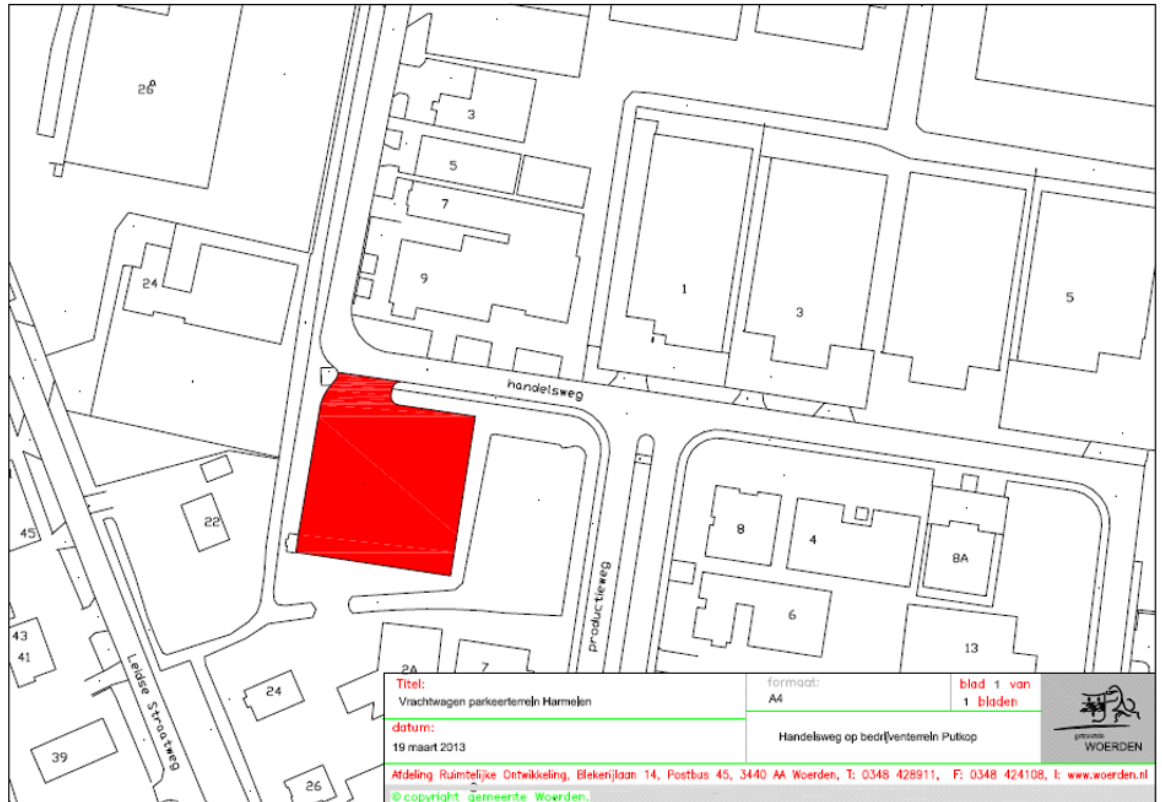 26a
3
5
7
24
9
1
3
5
handelsweg
22
45
8
4
8A
productieweg
6
43
41
13
Leidse Straatweg
2A
7
24
39
26
Titel:
Vrachtwagen parkeerterrein Harmelen
formaat:
A4
blad 1 van
1 bladen
datum:
19 maart 2013
Handelsweg op bedrijventerrein Putkop
gemeente
WOERDEN
Afdeling Ruimtelijke Ontwikkeling, Blekerijlaan 14, Postbus 45, 3440 AA Woerden, T: 0348 428911, F: 0348 424108, I: www.woerden.nl
© copyright gemeente Woerden.